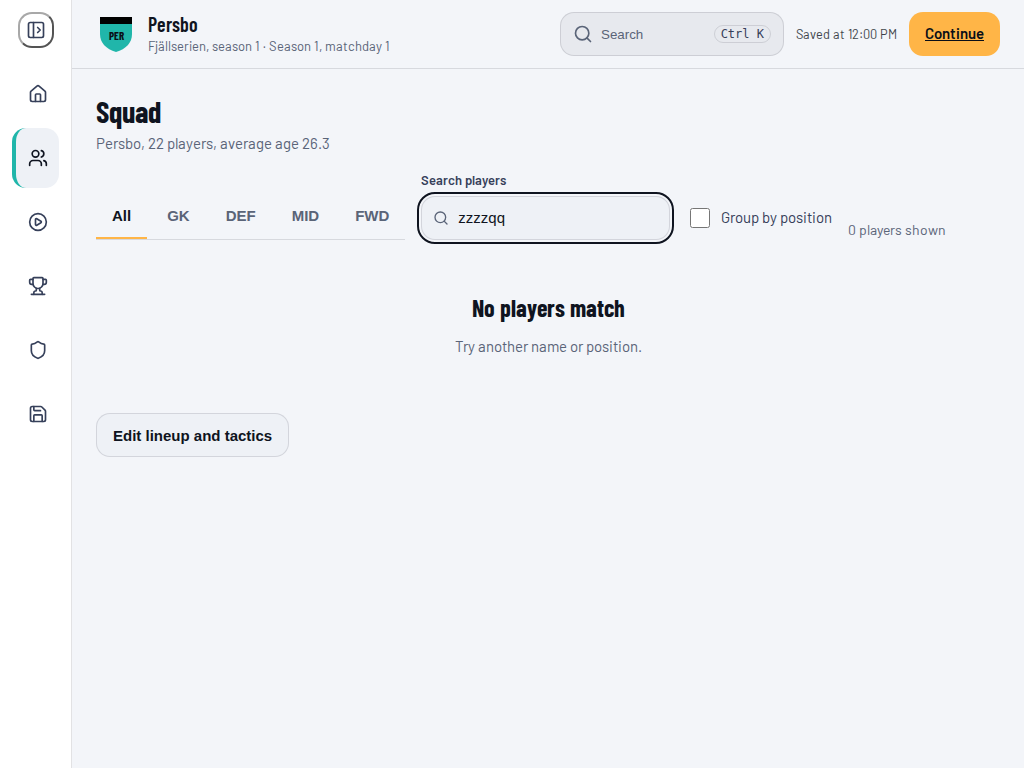 PER
Persbo
Fjällserien, season 1 · Season 1, matchday 1
Search
Ctrl K
Saved at 12:00 PM
Continue
Squad
Persbo, 22 players, average age 26.3
Search players
All
GK
DEF
MID
FWD
zzzzqq
Group by position
0 players shown
No players match
Try another name or position.
Edit lineup and tactics